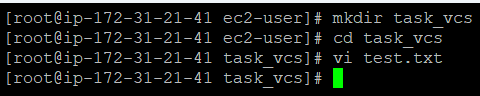 [root@ip-172-31-21-41 ec2-user]# mkdir task_vcs
[root@ip-172-31-21-41 ec2-user]# cd task_vcs
[root@ip-172-31-21-41 task_vcs]# vi test.txt
[root@ip-172-31-21-41 task_vcs]#